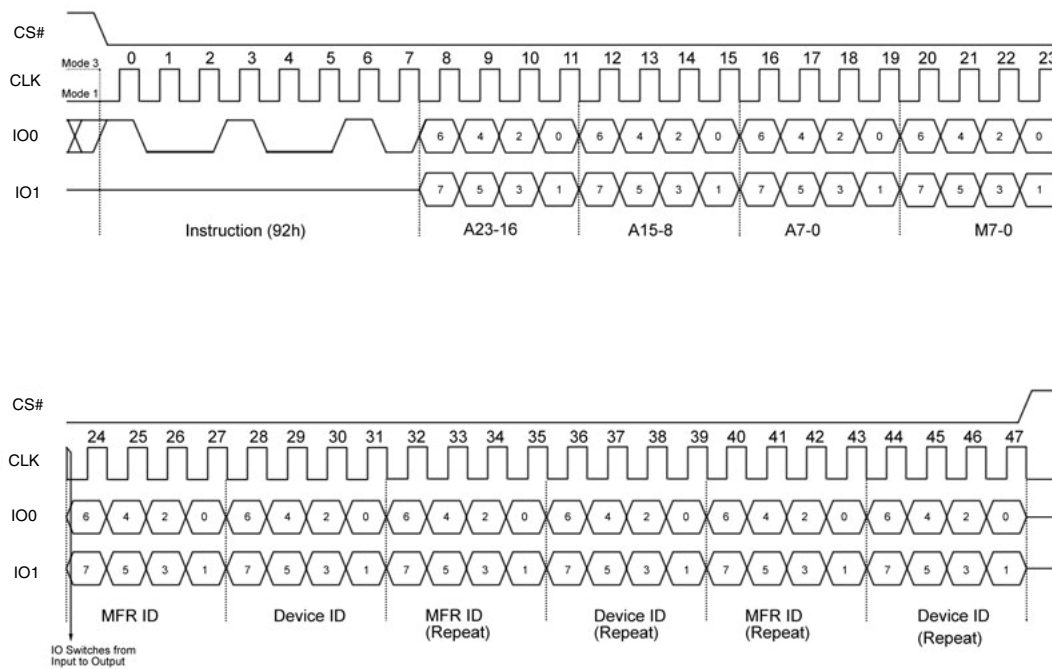 CS#
0 1 2 3 4 5 6 7 8 9 10 11 12 13 14 15 16 17 18 19 20 21 22 23
Mode 3
CLK
Mode 1
IO0 6 4 2 0 6 4 2 0 6 4 2 0 6 4 2 0
IO1 7 5 3 1 7 5 3 1 7 5 3 1 7 5 3 1
Instruction (92h) A23-16 A15-8 A7-0 M7-0
CS#
24 25 26 27 28 29 30 31 32 33 34 35 36 37 38 39 40 41 42 43 44 45 46 47
CLK
IO0 6 4 2 0 6 4 2 0 6 4 2 0 6 4 2 0 6 4 2 0 6 4 2 0
IO1 7 5 3 1 7 5 3 1 7 5 3 1 7 5 3 1 7 5 3 1 7 5 3 1
MFR ID Device ID MFR ID Device ID MFR ID Device ID
(Repeat) (Repeat) (Repeat) (Repeat)
IO Switches from
Input to Output